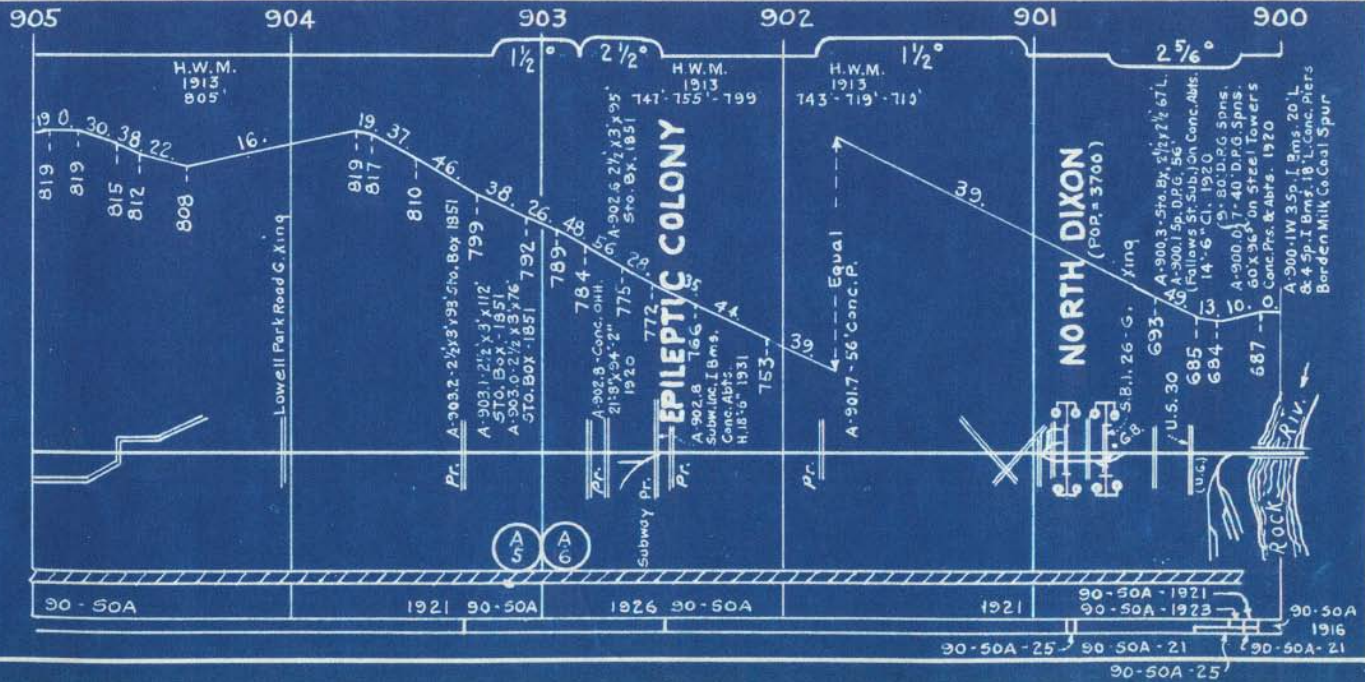 905 904 903 902 901 900
1½° 2½° 1½° 2⅚°
H.W.M.
1913
805'
H.W.M.
1913
747'-755'-799
H.W.M.
1913
743'-719'-715'
19 0. 30. 38. 22. 16. 19. 37. 46. 38. 26. 48. 56. 28. 35. 44. 39. 39. 40. 13. 10. 0
819
819
815
812
808
819
817
810
799
792
789
784
775
772
766
753
693
685
684
687
Equal
Lowell Park Road G. Xing
A-903.2-2½'x3'x93' Sto. Box 1851
A-903.1-2½'x3'x112'
STO. Box-1851
A-903.0-2½'x3'x76'
STO. BOX-1851
A-902.8-Conc. OHH.
21'-8"x94'-2"
1920
A-902.6 2½'x3'x95'
Sto. Bx. 1851
EPILEPTIC COLONY
A-902.8
Subw. Inc. I Bms.
Conc. Abts.
H. 18'-6" 1931
A-901.7-56' Conc. P.
NORTH DIXON
(POP.=3700)
S.B.I. 26-G. Xing
G.B.
U.S. 30
(U.G.)
A-900.3-Sto. Bx. 2½'x2½' 67' L.
A-900.1 Sp. D.P.G. 56'
(Fallows St. Sub.) On Conc. Abts.
14'-6" Cl. 1920
A-900.0 9-80' D.P.G. Spns.
7-40' D.P.G. Spns.
60'x96' on Steel Towers
Conc. Prs. & Abts. 1920
A-900-1W 3 Sp. I Bms. 20' L
& 4 Sp. I Bms. 18' L. Conc. Piers
Borden Milk Co Coal Spur
Pr.
Pr.
Subway Pr.
Pr.
ROCK RIV.
A
5
A
6
90-50A 1921 90-50A 1926 90-50A 1921
90-50A-1921
90-50A-1923
90-50A
1916
90-50A-25 90-50A-21 90-50A-21
90-50A-25